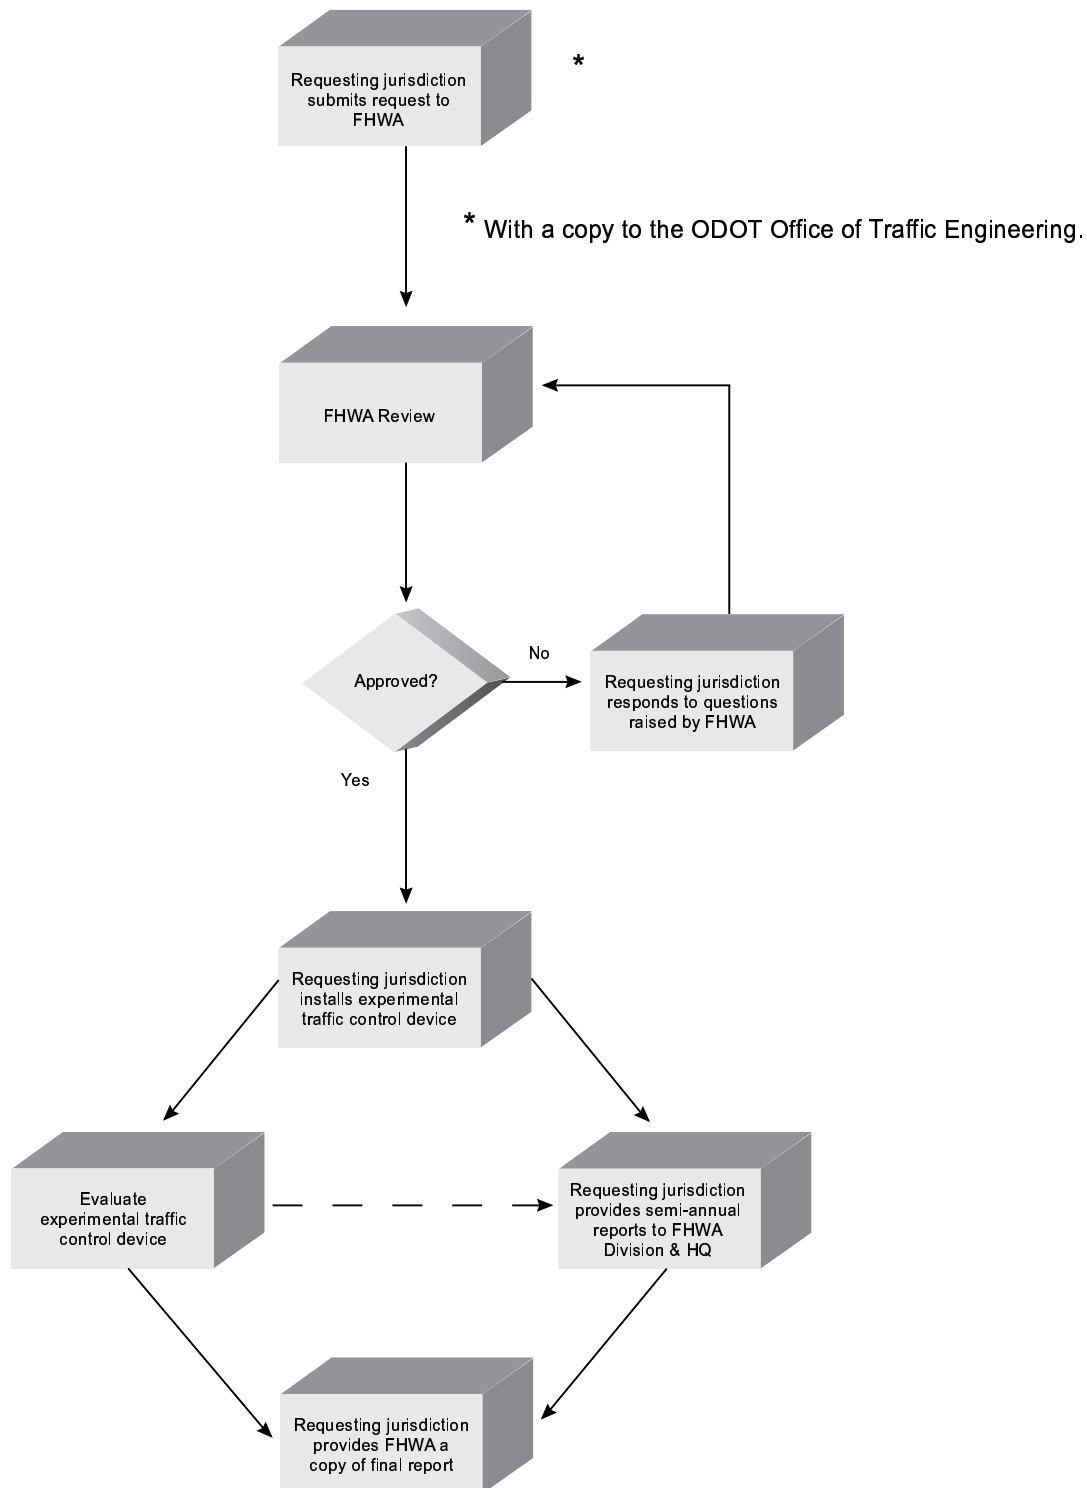 Requesting jurisdiction
submits request to
FHWA
*
* With a copy to the ODOT Office of Traffic Engineering.
FHWA Review
Approved?
No
Requesting jurisdiction
responds to questions
raised by FHWA
Yes
Requesting jurisdiction
installs experimental
traffic control device
Evaluate
experimental traffic
control device
Requesting jurisdiction
provides semi-annual
reports to FHWA
Division & HQ
Requesting jurisdiction
provides FHWA a
copy of final report